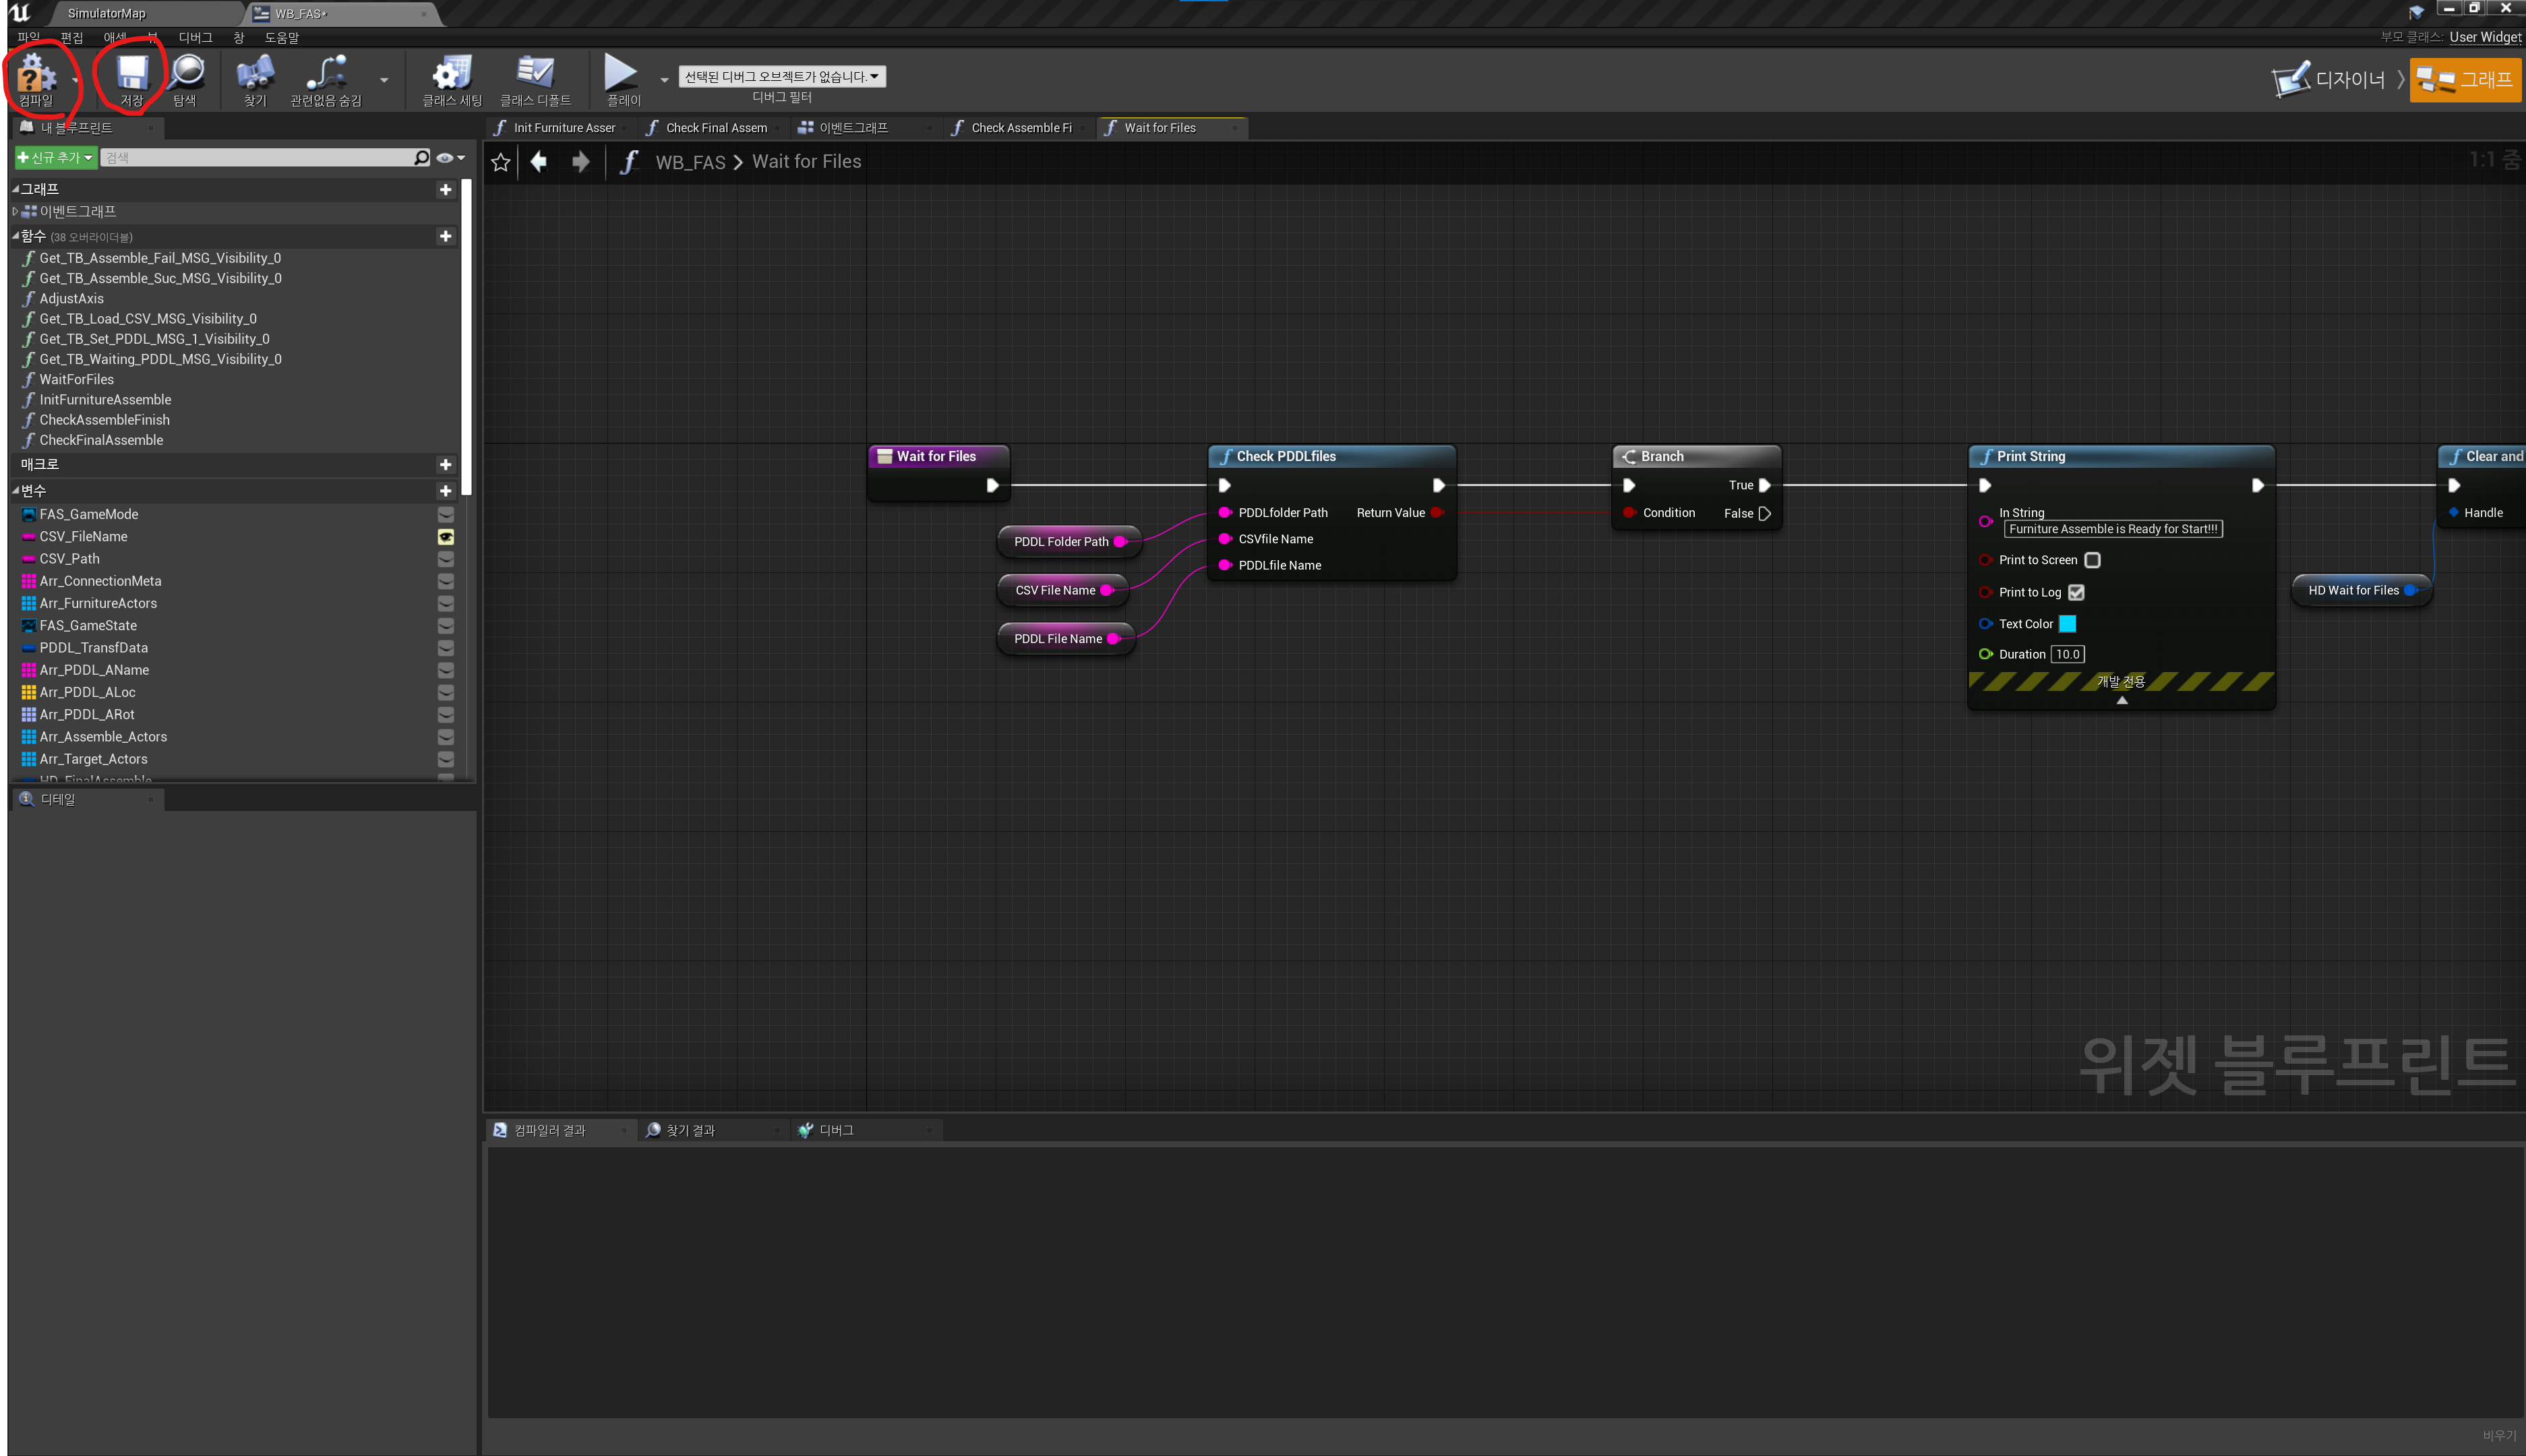 SimulatorMap
WB_FAS*
파일 편집 애셋 뷰 디버그 창 도움말
부모 클래스: User Widget
컴파일 저장 탐색 찾기 관련없음 숨김 클래스 세팅 클래스 디폴트 플레이
선택된 디버그 오브젝트가 없습니다.
디버그 필터
디자이너 그래프
내 블루프린트
Init Furniture Asser
Check Final Assem
이벤트그래프
Check Assemble Fi
Wait for Files
신규 추가
검색
WB_FAS > Wait for Files
1:1 줌
그래프
이벤트그래프
함수 (38 오버라이더블)
Get_TB_Assemble_Fail_MSG_Visibility_0
Get_TB_Assemble_Suc_MSG_Visibility_0
AdjustAxis
Get_TB_Load_CSV_MSG_Visibility_0
Get_TB_Set_PDDL_MSG_1_Visibility_0
Get_TB_Waiting_PDDL_MSG_Visibility_0
WaitForFiles
InitFurnitureAssemble
CheckAssembleFinish
CheckFinalAssemble
매크로
변수
FAS_GameMode
CSV_FileName
CSV_Path
Arr_ConnectionMeta
Arr_FurnitureActors
FAS_GameState
PDDL_TransfData
Arr_PDDL_AName
Arr_PDDL_ALoc
Arr_PDDL_ARot
Arr_Assemble_Actors
Arr_Target_Actors
HD_FinalAssemble
디테일
Wait for Files
PDDL Folder Path
CSV File Name
PDDL File Name
Check PDDLfiles
PDDLfolder Path Return Value
CSVfile Name
PDDLfile Name
Branch
True
Condition False
Print String
In String
Furniture Assemble is Ready for Start!!!
Print to Screen
Print to Log
Text Color
Duration 10.0
개발 전용
HD Wait for Files
Clear and
Handle
위젯 블루프린트
컴파일러 결과
찾기 결과
디버그
비우기